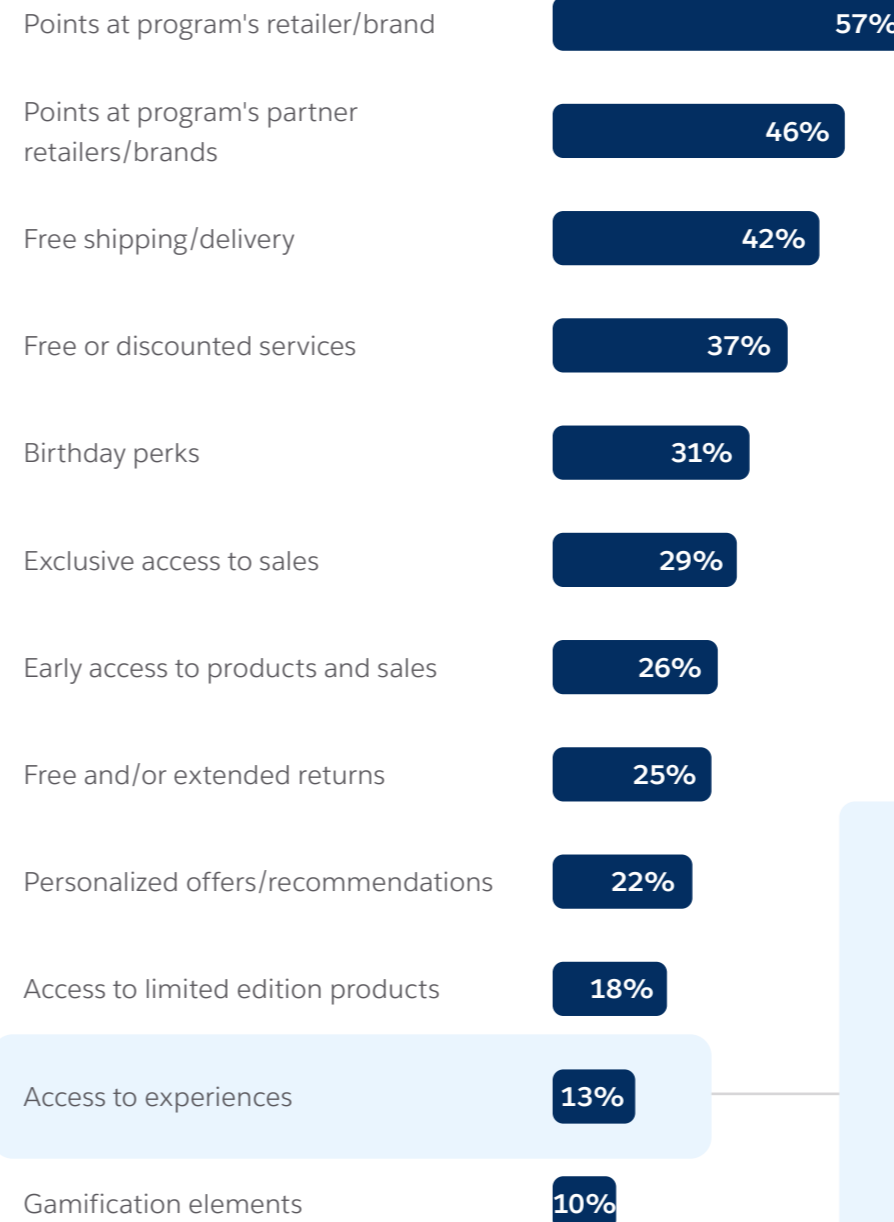 Points at program's retailer/brand 57%
Points at program's partner
retailers/brands 46%
Free shipping/delivery 42%
Free or discounted services 37%
Birthday perks 31%
Exclusive access to sales 29%
Early access to products and sales 26%
Free and/or extended returns 25%
Personalized offers/recommendations 22%
Access to limited edition products 18%
Access to experiences 13%
Gamification elements 10%